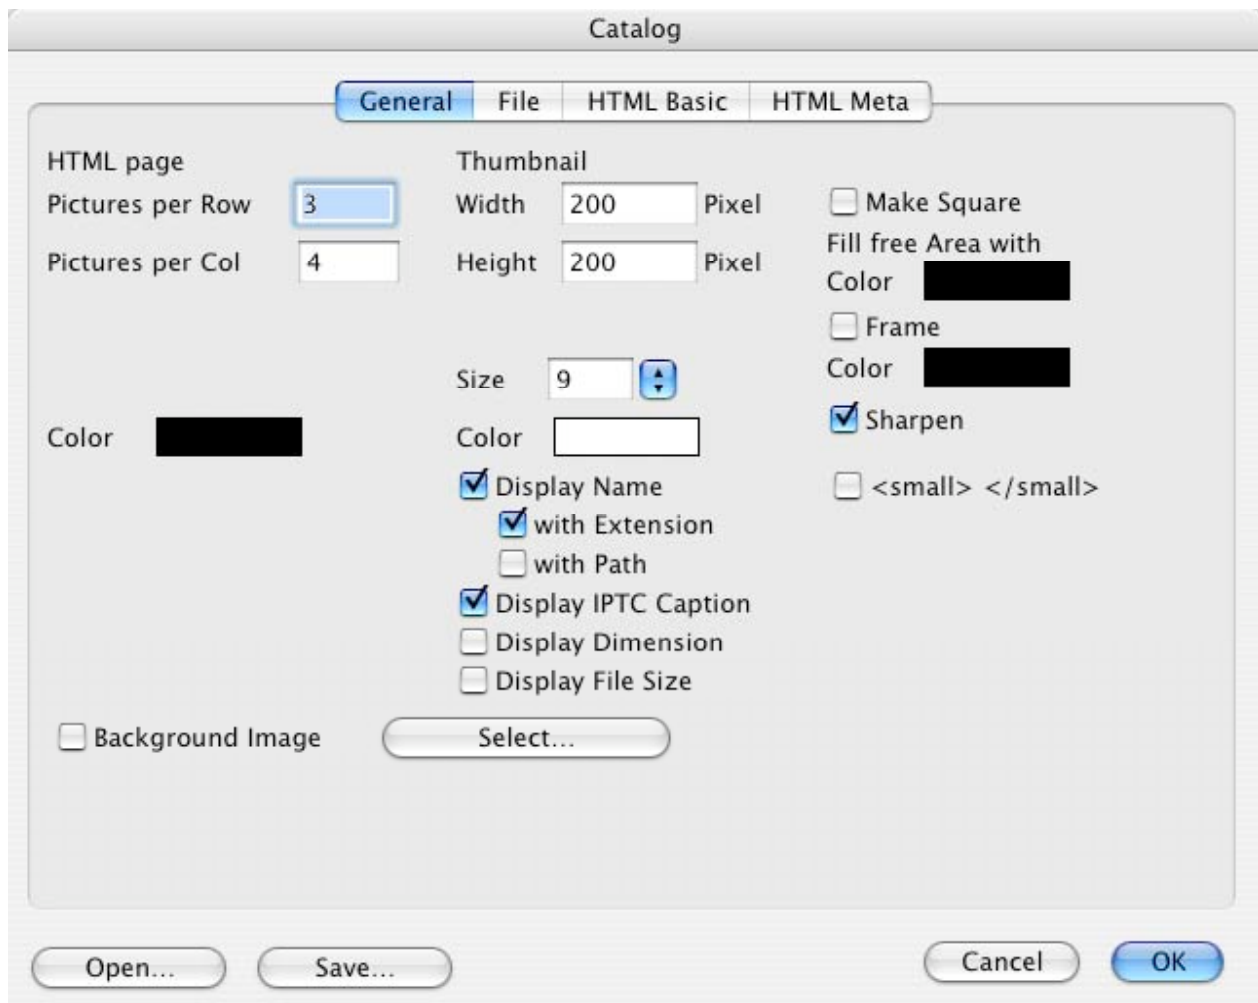 Catalog
General File HTML Basic HTML Meta
HTML page
Pictures per Row 3
Pictures per Col 4
Color
Thumbnail
Width 200 Pixel
Height 200 Pixel
Size 9
Color
Display Name
with Extension
with Path
Display IPTC Caption
Display Dimension
Display File Size
Make Square
Fill free Area with
Color
Frame
Color
Sharpen
<small> </small>
Background Image Select...
Open... Save... Cancel OK